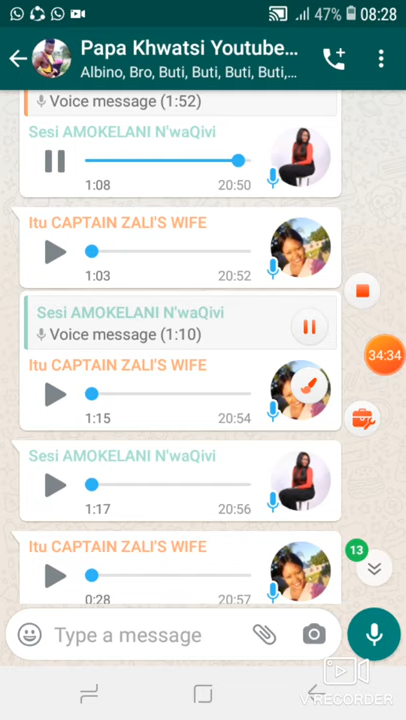 47% 08:28
Papa Khwatsi Youtube...
Albino, Bro, Buti, Buti, Buti, Buti,...
Voice message (1:52)
Sesi AMOKELANI N'waQivi
1:08 20:50
Itu CAPTAIN ZALI'S WIFE
1:03 20:52
Sesi AMOKELANI N'waQivi
Voice message (1:10)
34:34
Itu CAPTAIN ZALI'S WIFE
1:15 20:54
Sesi AMOKELANI N'waQivi
1:17 20:56
Itu CAPTAIN ZALI'S WIFE
13
0:28 20:57
Type a message
V RECORDER